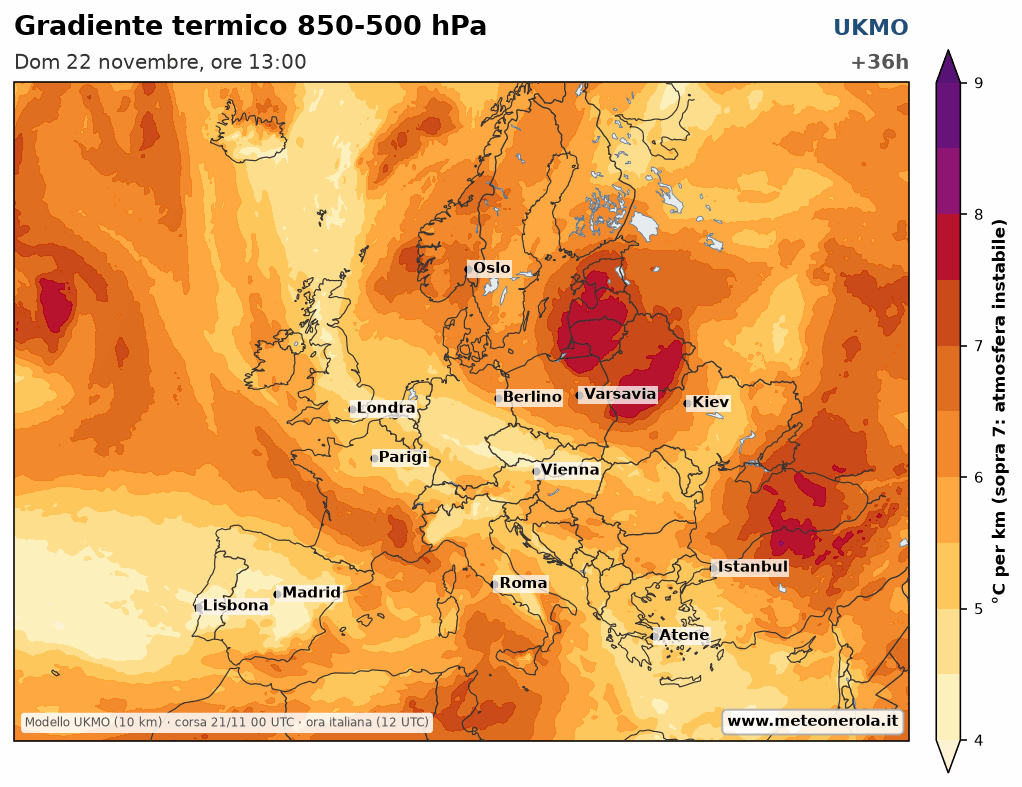 Gradiente termico 850-500 hPa
UKMO
Dom 22 novembre, ore 13:00
+36h
9
8
7
6
5
4
°C per km (sopra 7: atmosfera instabile)
Oslo
Berlino
Varsavia
Kiev
Londra
Parigi
Vienna
Istanbul
Roma
Madrid
Lisbona
Atene
Modello UKMO (10 km) · corsa 21/11 00 UTC · ora italiana (12 UTC)
www.meteonerola.it